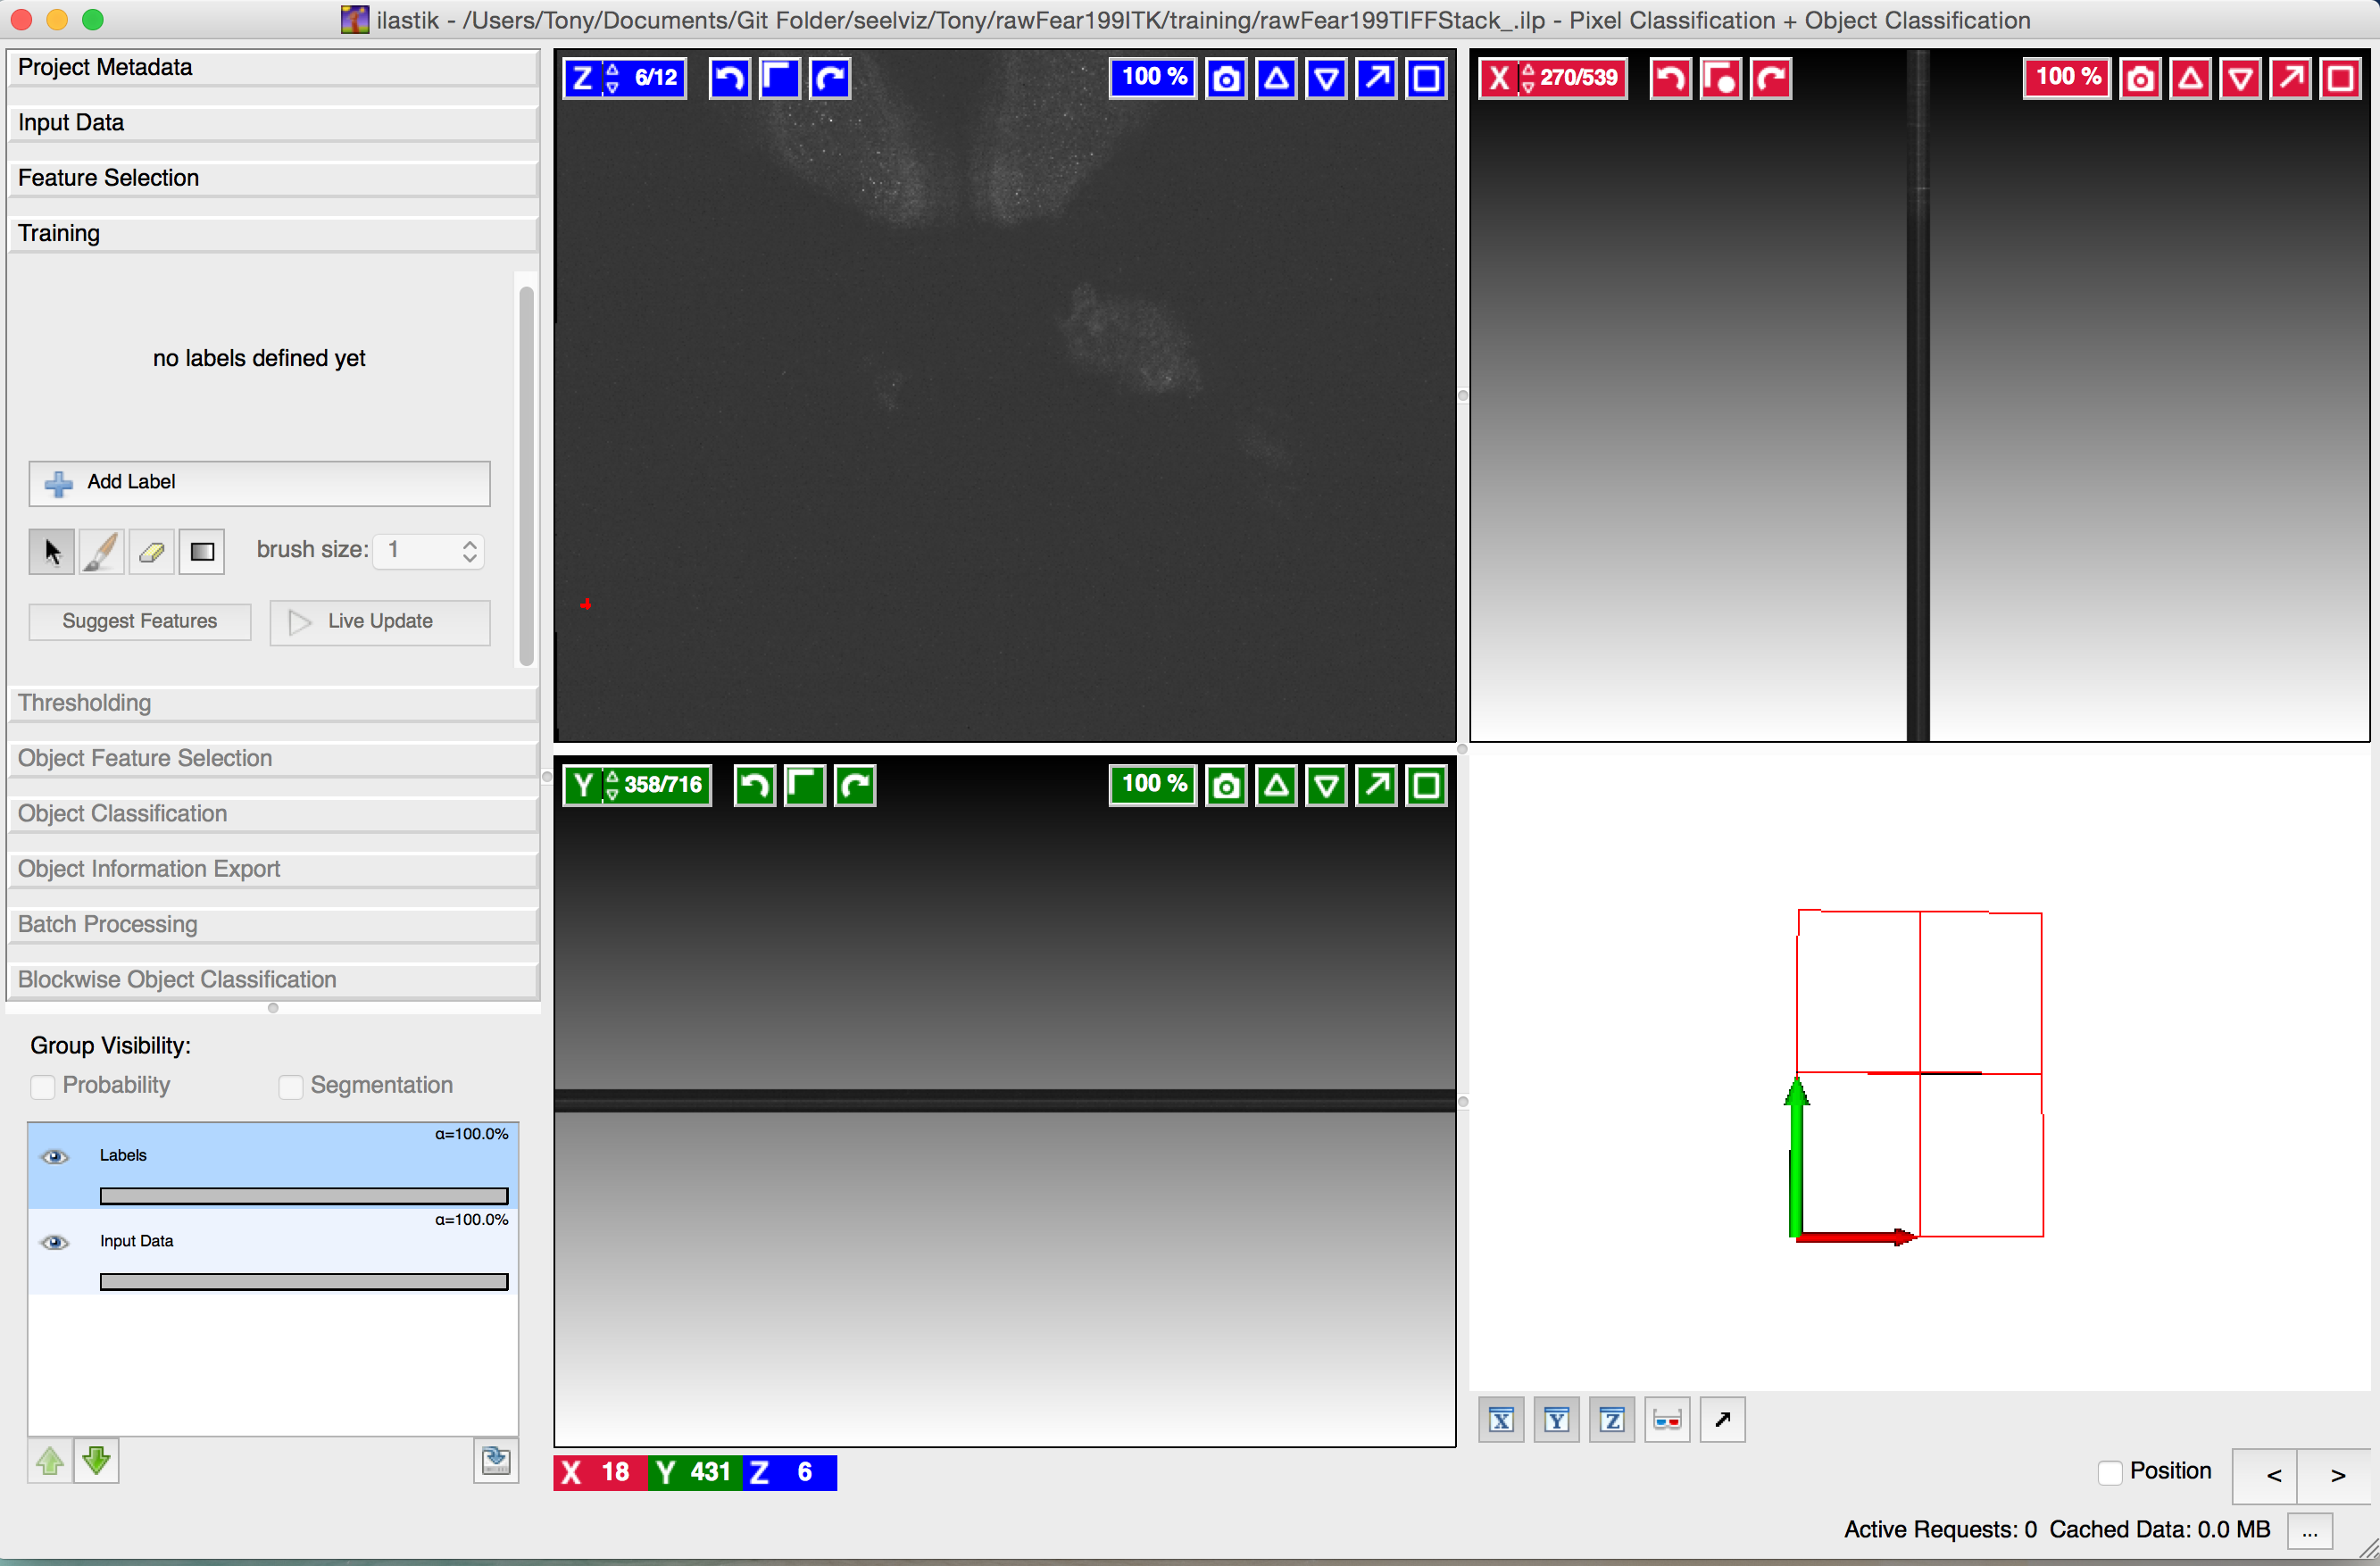 ilastik - /Users/Tony/Documents/Git Folder/seelviz/Tony/rawFear199ITK/training/rawFear199TIFFStack_.ilp - Pixel Classification + Object Classification
Project Metadata
Input Data
Feature Selection
Training
no labels defined yet
Add Label
brush size: 1
Suggest Features
Live Update
Thresholding
Object Feature Selection
Object Classification
Object Information Export
Batch Processing
Blockwise Object Classification
Group Visibility:
Probability
Segmentation
α=100.0%
Labels
α=100.0%
Input Data
Z 6/12
100 %
X 270/539
100 %
Y 358/716
100 %
X 18 Y 431 Z 6
X Y Z
Position
< >
Active Requests: 0 Cached Data: 0.0 MB ...